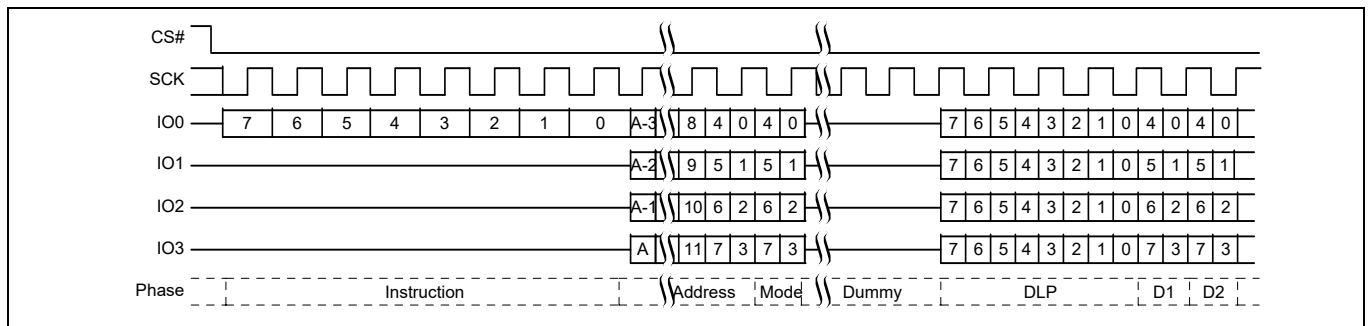 CS#
SCK
IO0 7 6 5 4 3 2 1 0 A-3 8 4 0 4 0 7 6 5 4 3 2 1 0 4 0 4 0
IO1 A-2 9 5 1 5 1 7 6 5 4 3 2 1 0 5 1 5 1
IO2 A-1 10 6 2 6 2 7 6 5 4 3 2 1 0 6 2 6 2
IO3 A 11 7 3 7 3 7 6 5 4 3 2 1 0 7 3 7 3
Phase Instruction Address Mode Dummy DLP D1 D2